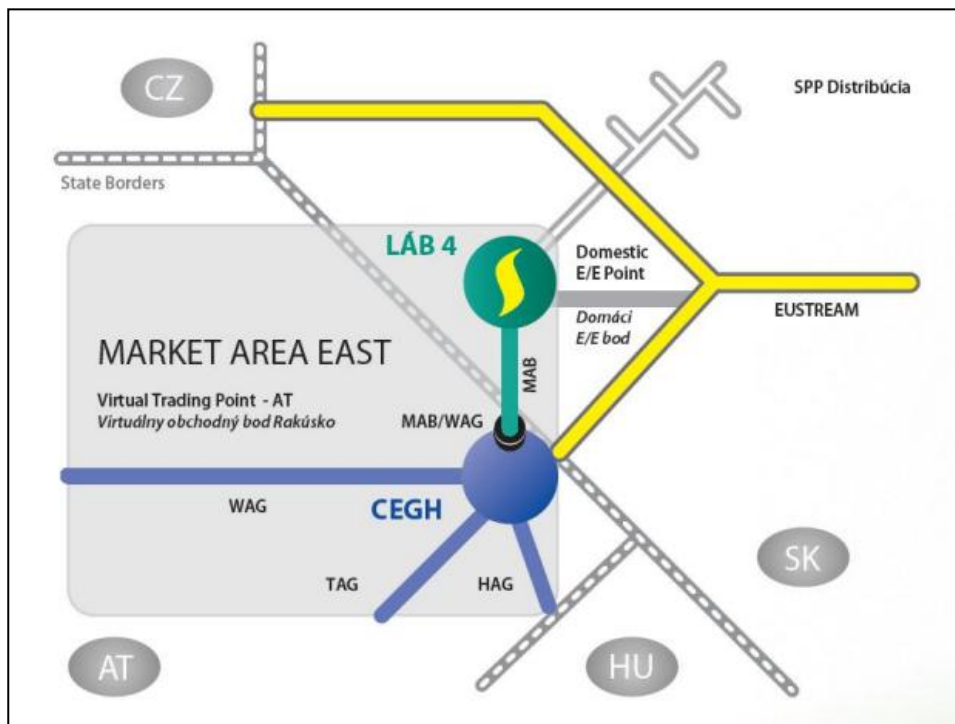 CZ
SPP Distribúcia
State Borders
LÁB 4
Domestic
E/E Point
EUSTREAM
Domáci
E/E bod
MARKET AREA EAST
MAB
Virtual Trading Point - AT
Virtuálny obchodný bod Rakúsko
MAB/WAG
WAG
CEGH
SK
TAG
HAG
AT
HU